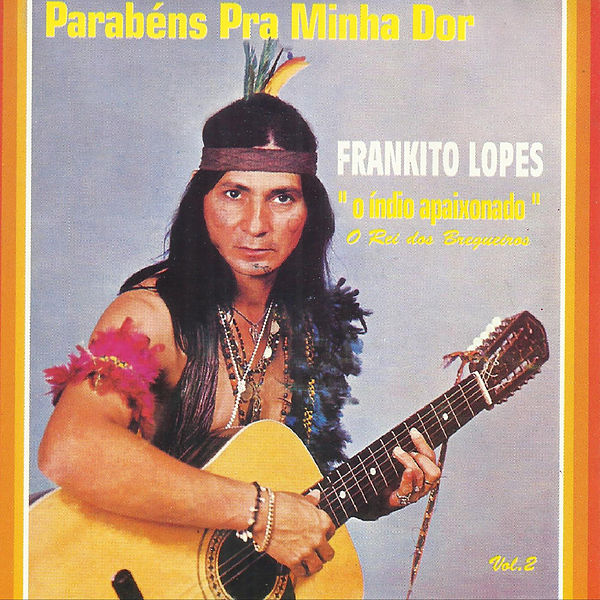 Parabéns Pra Minha Dor
FRANKITO LOPES
"o índio apaixonado"
O Rei dos Bregueiros
Vol.2